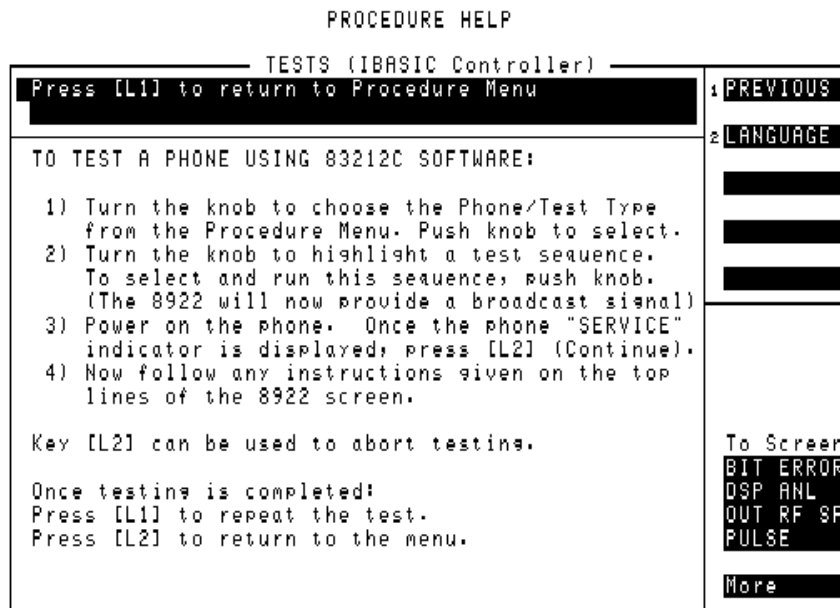 PROCEDURE HELP
TESTS (IBASIC Controller)
Press [L1] to return to Procedure Menu
TO TEST A PHONE USING 83212C SOFTWARE:
1) Turn the knob to choose the Phone/Test Type
from the Procedure Menu. Push knob to select.
2) Turn the knob to highlight a test sequence.
To select and run this sequence, push knob.
(The 8922 will now provide a broadcast signal)
3) Power on the phone. Once the phone "SERVICE"
indicator is displayed, press [L2] (Continue).
4) Now follow any instructions given on the top
lines of the 8922 screen.
Key [L2] can be used to abort testing.
Once testing is completed:
Press [L1] to repeat the test.
Press [L2] to return to the menu.
1 PREVIOUS
2 LANGUAGE
To Screen
BIT ERROR
DSP ANL
OUT RF SP
PULSE
More